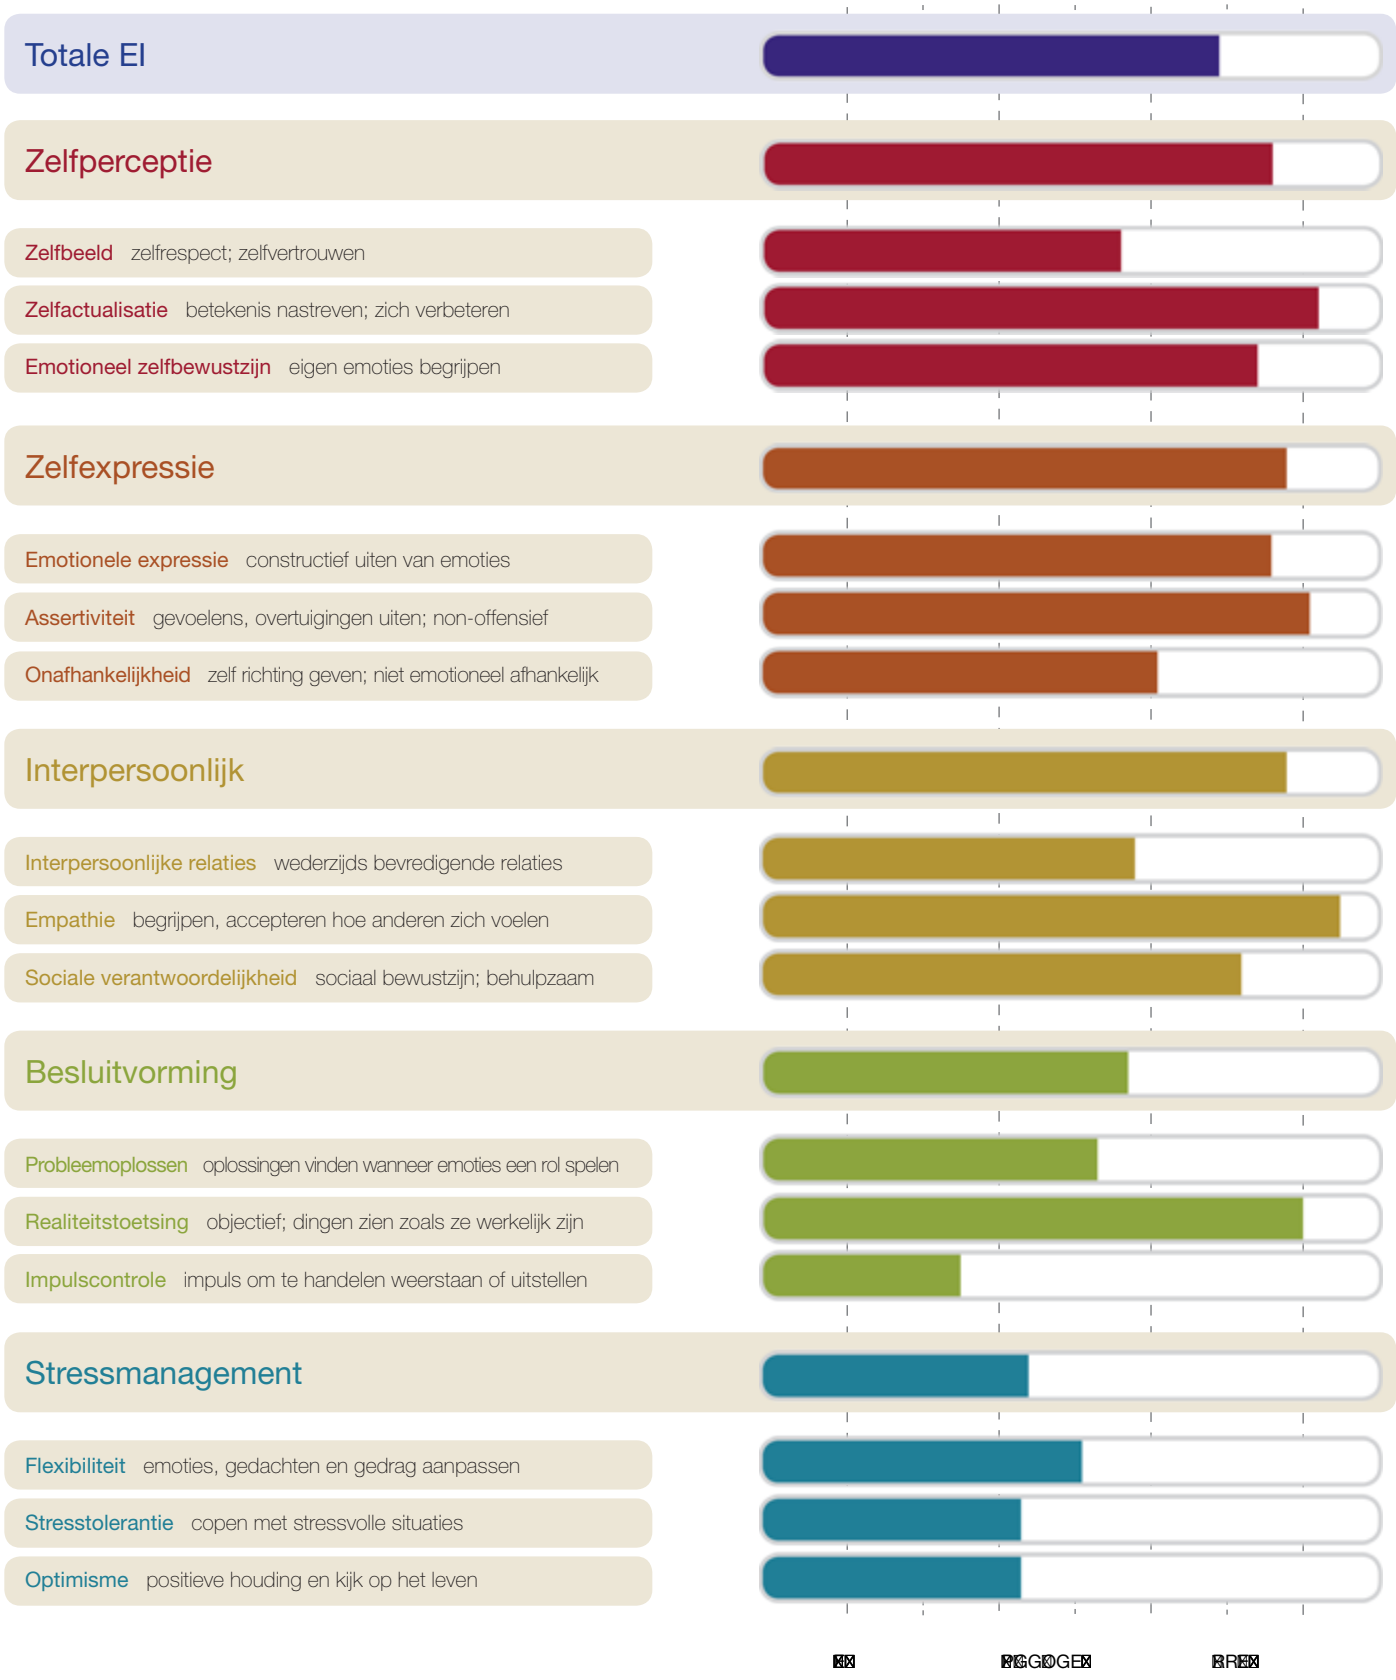 Totale EI
Zelfperceptie
Zelfbeeld zelfrespect; zelfvertrouwen
Zelfactualisatie betekenis nastreven; zich verbeteren
Emotioneel zelfbewustzijn eigen emoties begrijpen
Zelfexpressie
Emotionele expressie constructief uiten van emoties
Assertiviteit gevoelens, overtuigingen uiten; non-offensief
Onafhankelijkheid zelf richting geven; niet emotioneel afhankelijk
Interpersoonlijk
Interpersoonlijke relaties wederzijds bevredigende relaties
Empathie begrijpen, accepteren hoe anderen zich voelen
Sociale verantwoordelijkheid sociaal bewustzijn; behulpzaam
Besluitvorming
Probleemoplossen oplossingen vinden wanneer emoties een rol spelen
Realiteitstoetsing objectief; dingen zien zoals ze werkelijk zijn
Impulscontrole impuls om te handelen weerstaan of uitstellen
Stressmanagement
Flexibiliteit emoties, gedachten en gedrag aanpassen
Stresstolerantie copen met stressvolle situaties
Optimisme positieve houding en kijk op het leven